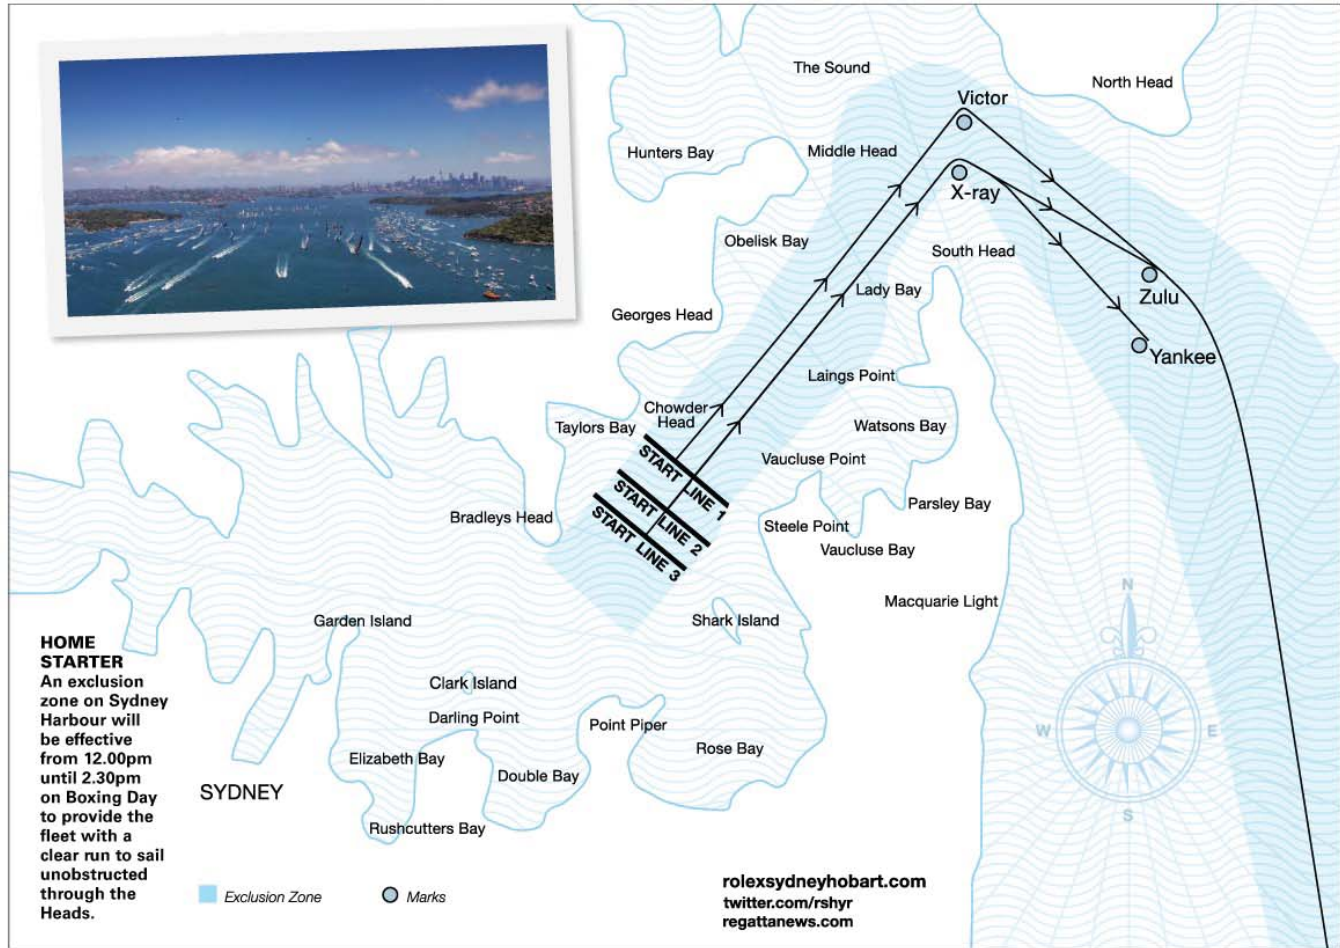 The Sound
North Head
Victor
Hunters Bay
Middle Head
X-ray
Obelisk Bay
South Head
Lady Bay
Zulu
Georges Head
Yankee
Laings Point
Chowder
Head
Taylors Bay
Watsons Bay
START LINE 1
Vaucluse Point
START LINE 2
Parsley Bay
Bradleys Head
START LINE 3
Steele Point
Vaucluse Bay
N
Macquarie Light
Garden Island
Shark Island
HOME
STARTER
An exclusion
zone on Sydney
Harbour will
be effective
from 12.00pm
until 2.30pm
on Boxing Day
to provide the
fleet with a
clear run to sail
unobstructed
through the
Heads.
Clark Island
Darling Point
Point Piper
W
E
Elizabeth Bay
Rose Bay
Double Bay
SYDNEY
S
Rushcutters Bay
Exclusion Zone
Marks
rolexsydneyhobart.com
twitter.com/rshyr
regattanews.com